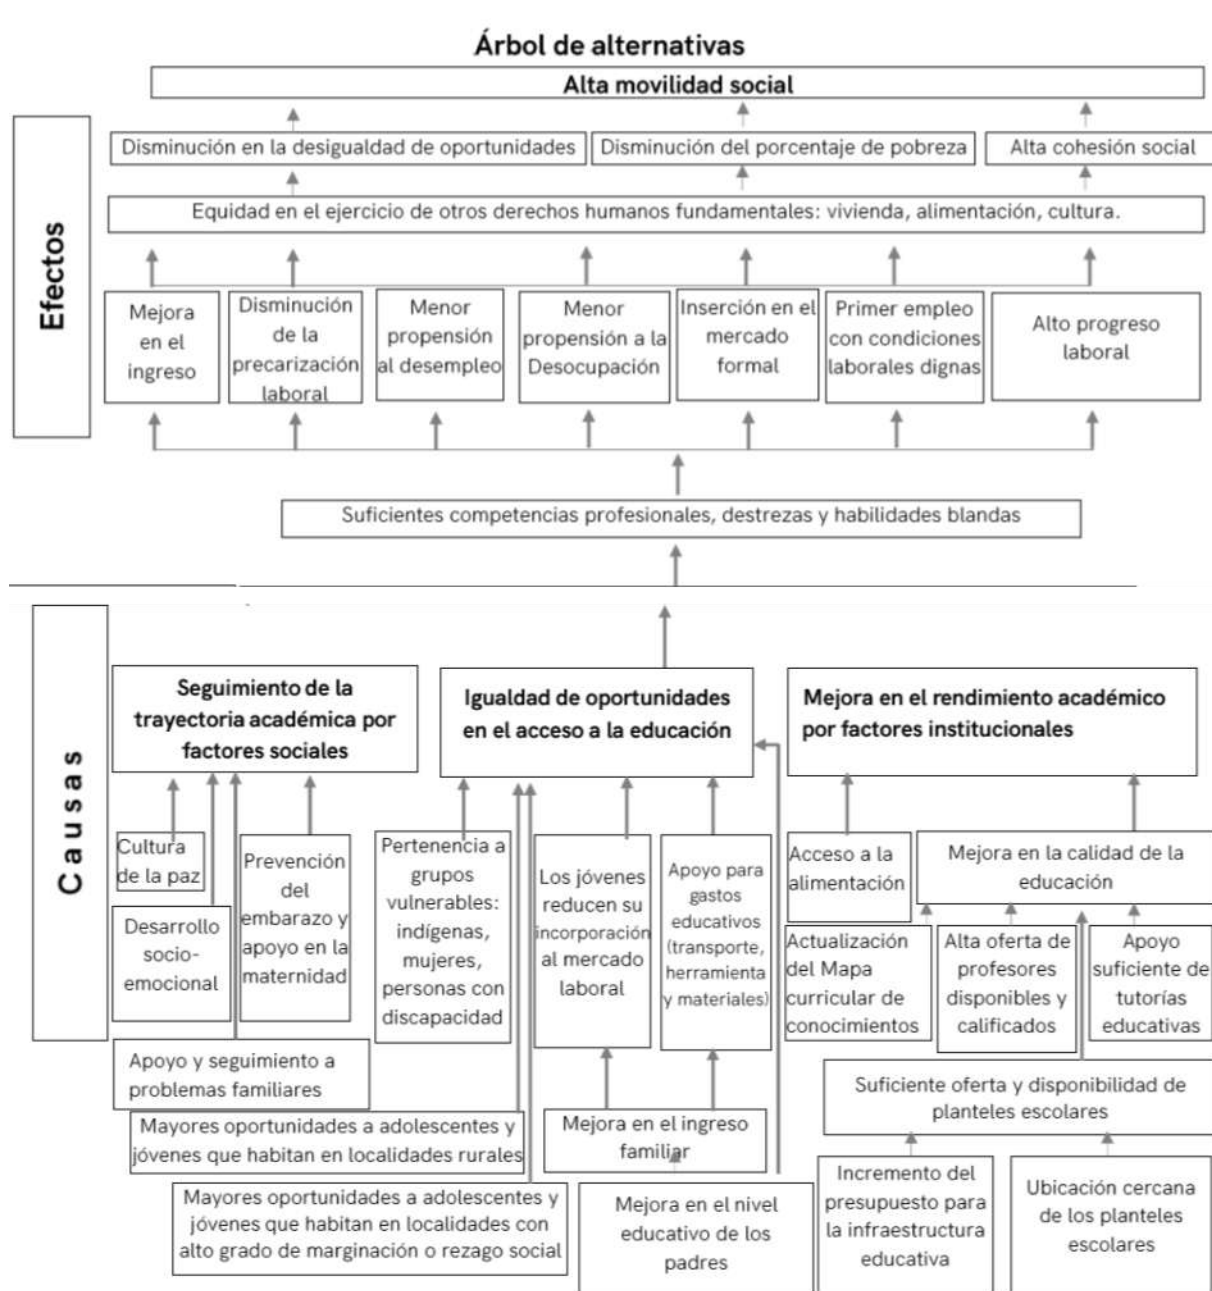 Árbol de alternativas
Alta movilidad social
Efectos
Disminución en la desigualdad de oportunidades
Disminución del porcentaje de pobreza
Alta cohesión social
Equidad en el ejercicio de otros derechos humanos fundamentales: vivienda, alimentación, cultura.
Mejora
en el
ingreso
Disminución
de la
precarización
laboral
Menor
propensión
al desempleo
Menor
propensión a la
Desocupación
Inserción en el
mercado
formal
Primer empleo
con condiciones
laborales dignas
Alto progreso
laboral
Suficientes competencias profesionales, destrezas y habilidades blandas
Causas
Seguimiento de la
trayectoria académica por
factores sociales
Igualdad de oportunidades
en el acceso a la educación
Mejora en el rendimiento académico
por factores institucionales
Cultura
de la paz
Desarrollo
socio-
emocional
Prevención
del
embarazo y
apoyo en la
maternidad
Apoyo y seguimiento a
problemas familiares
Pertenencia a
grupos
vulnerables:
indígenas,
mujeres,
personas con
discapacidad
Los jóvenes
reducen su
incorporación
al mercado
laboral
Apoyo para
gastos
educativos
(transporte,
herramienta
y materiales)
Acceso a la
alimentación
Mejora en la calidad de la
educación
Actualización
del Mapa
curricular de
conocimientos
Alta oferta de
profesores
disponibles y
calificados
Apoyo
suficiente de
tutorías
educativas
Mayores oportunidades a adolescentes y
jóvenes que habitan en localidades rurales
Mejora en el ingreso
familiar
Suficiente oferta y disponibilidad de
planteles escolares
Mayores oportunidades a adolescentes y
jóvenes que habitan en localidades con
alto grado de marginación o rezago social
Mejora en el nivel
educativo de los
padres
Incremento del
presupuesto para
la infraestructura
educativa
Ubicación cercana
de los planteles
escolares